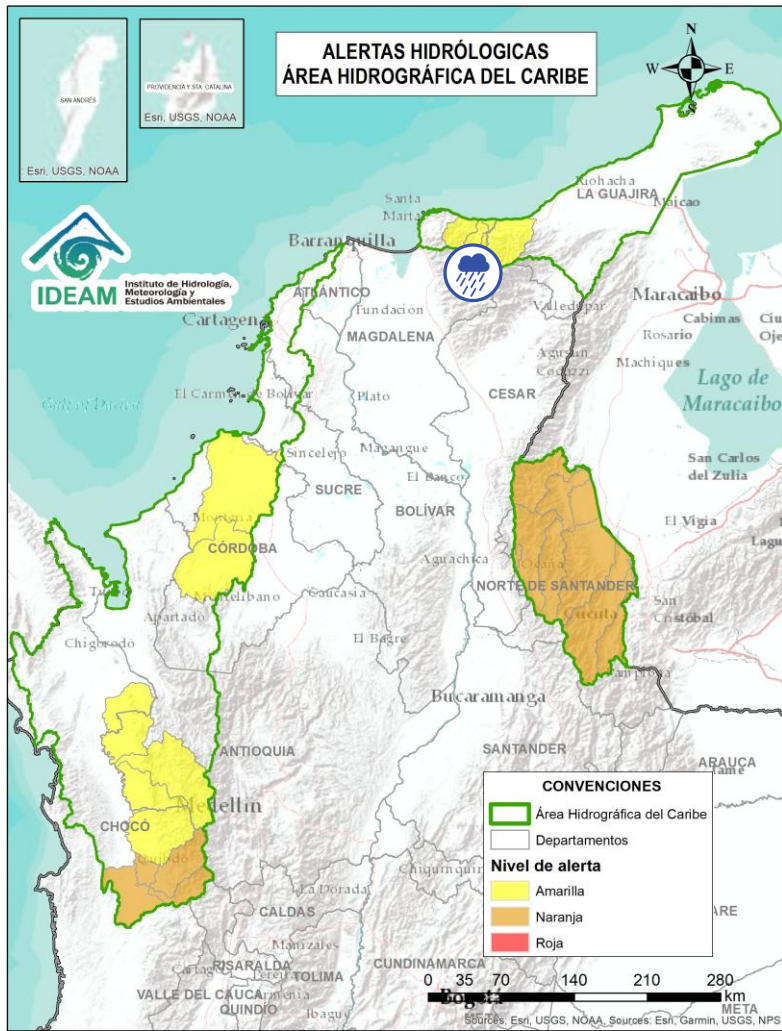 ALERTAS HIDRÓLOGICAS
ÁREA HIDROGRÁFICA DEL CARIBE
SAN ANDRÉS
Esri, USGS, NOAA
PROVIDENCIA Y STA. CATALINA
Esri, USGS, NOAA
N
W
E
S
IDEAM
Instituto de Hidrología,
Meteorología y
Estudios Ambientales
Riohacha
LA GUAJIRA
Maicao
Santa
Marta
Barranquilla
ATLÁNTICO
Cartagena
Fundación
MAGDALENA
Valledupar
Maracaibo
Cabimas
Rosario
Machiques
Agustín
Codazzi
CESAR
Lago de
Maracaibo
El Carmen de Bolívar
Plato
Sincelejo
Magangue
San Carlos
del Zulia
El Banco
SUCRE
BOLÍVAR
El Vigía
Montería
CÓRDOBA
Aguachica
Ocaña
NORTE DE SANTANDER
Montelíbano
Caucasia
Cúcuta
San
Cristóbal
Apartado
Chigorodó
El Bagre
Pamplona
Bucaramanga
ANTIOQUIA
SANTANDER
ARAUCA
Medellín
CHOCÓ
Quibdó
La Dorada
CALDAS
Manizales
RISARALDA
Pereira
TOLIMA
CUNDINAMARCA
VALLE DEL CAUCA
Armenia
QUINDÍO
Ibague
Bogotá
META
CONVENCIONES
Área Hidrográfica del Caribe
Departamentos
Nivel de alerta
Amarilla
Naranja
Roja
0 35 70 140 210 280
km
Sources: Esri, USGS, NOAA, Sources: Esri, Garmin, USGS, NPS